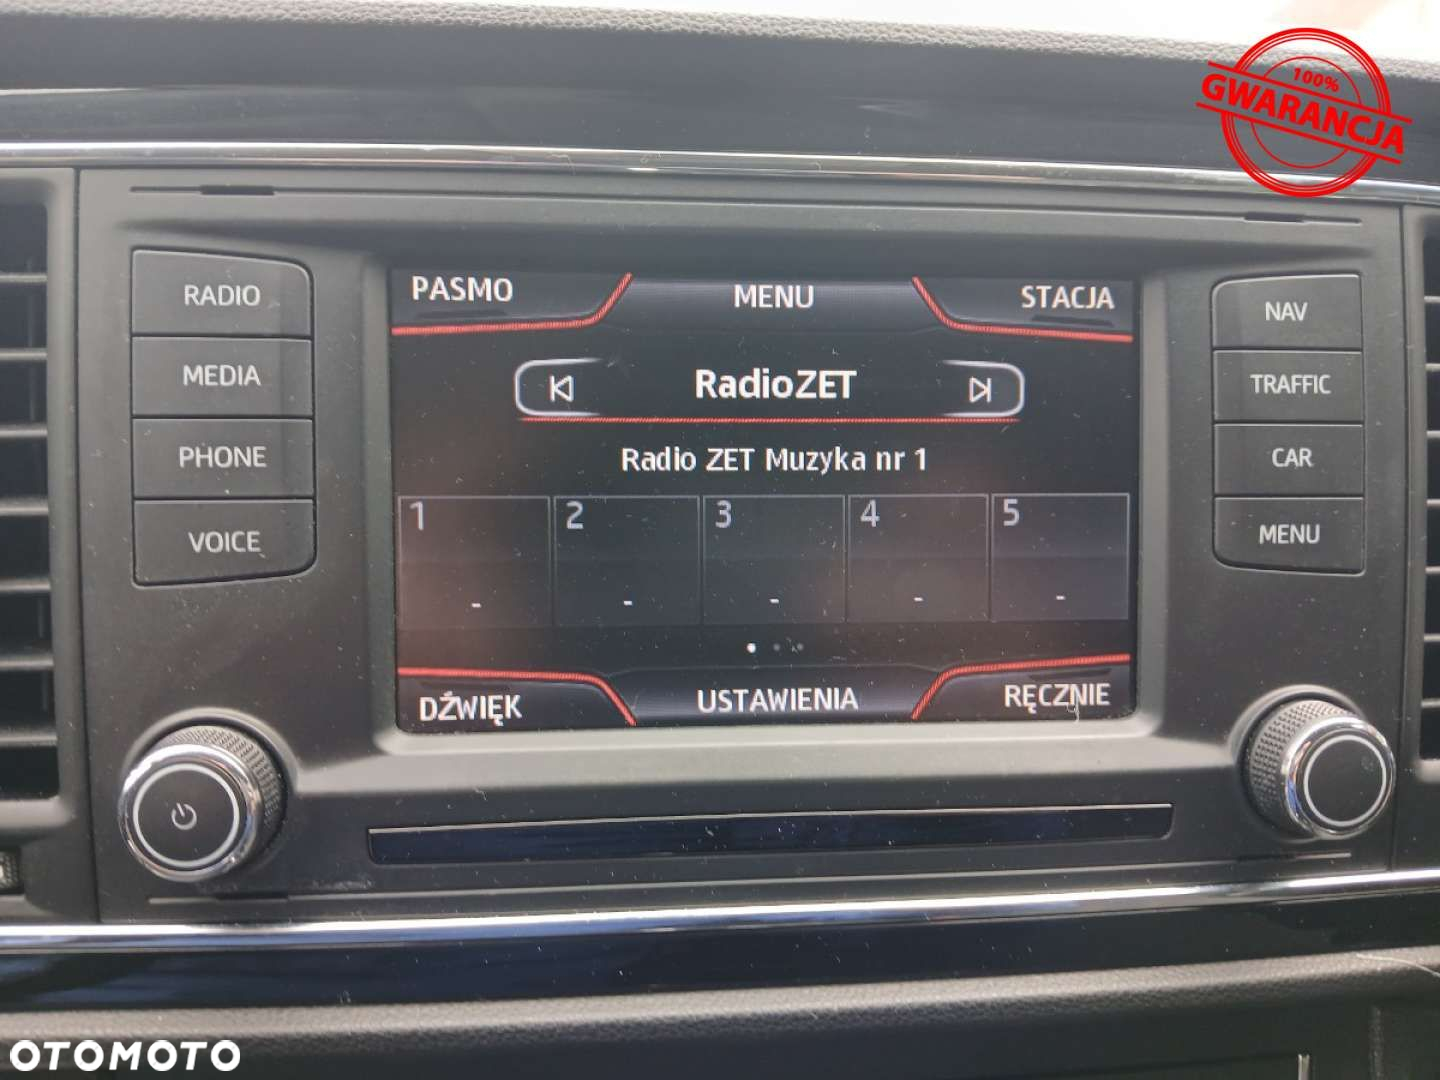 100%
GWARANCJA
RADIO
MEDIA
PHONE
VOICE
PASMO
MENU
STACJA
RadioZET
Radio ZET Muzyka nr 1
1
2
3
4
5
-
-
-
-
-
DŹWIĘK
USTAWIENIA
RĘCZNIE
NAV
TRAFFIC
CAR
MENU
OTOMOTO